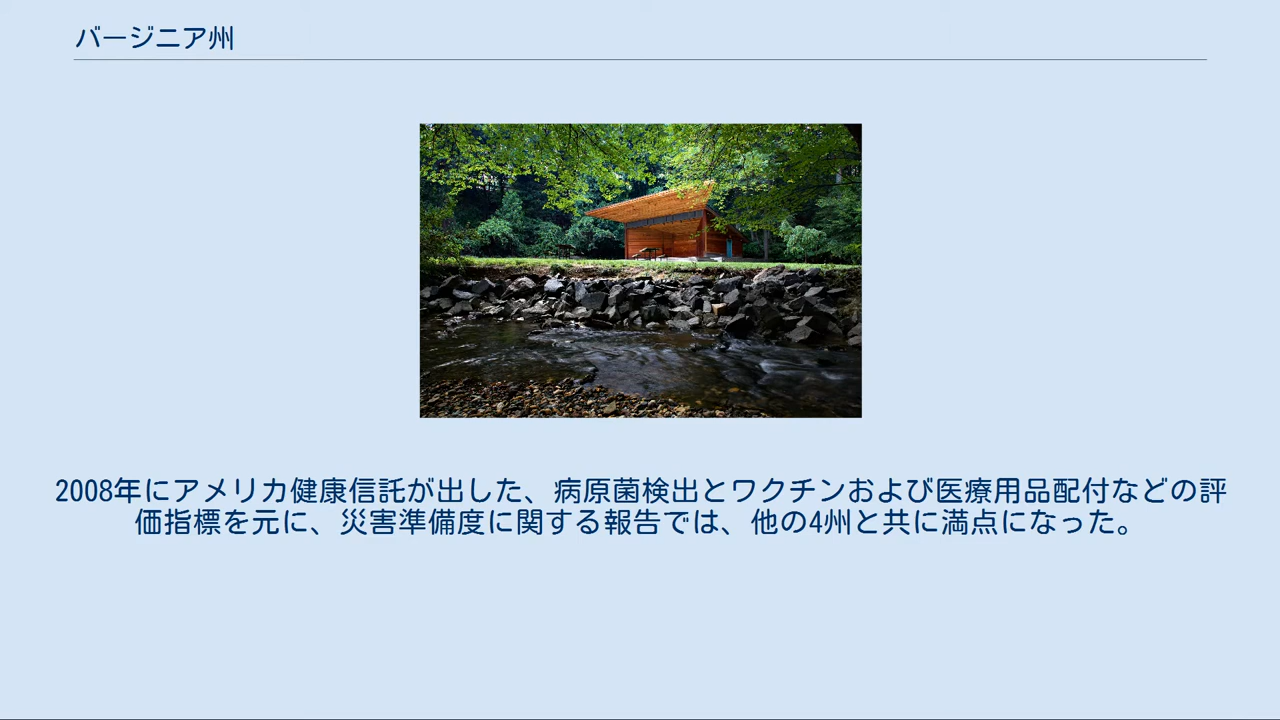 バージニア州
2008年にアメリカ健康信託が出した、病原菌検出とワクチンおよび医療用品配付などの評
価指標を元に、災害準備度に関する報告では、他の4州と共に満点になった。